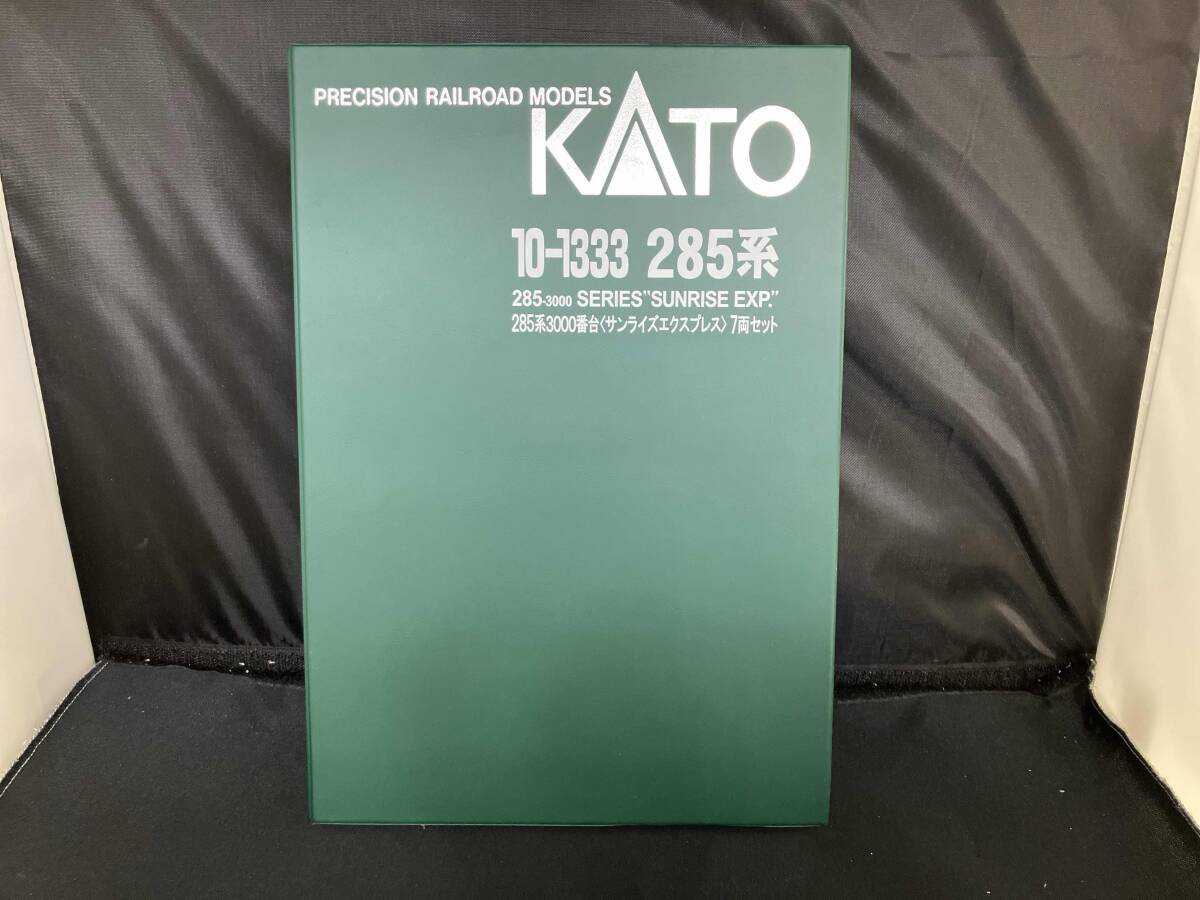 PRECISION RAILROAD MODELS
KATO
10-1333 285系
285-3000 SERIES"SUNRISE EXP."
285系3000番台〈サンライズエクスプレス〉7両セット